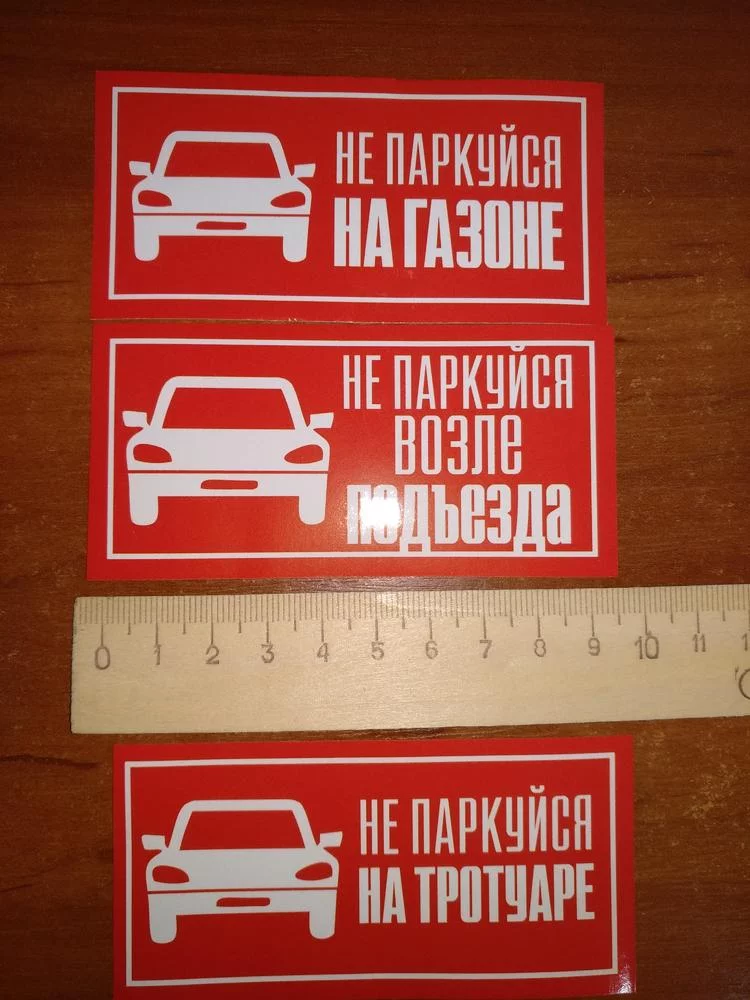 НЕ ПАРКУЙСЯ
НА ГАЗОНЕ
НЕ ПАРКУЙСЯ
ВОЗЛЕ
ПОДЪЕЗДА
0 1 2 3 4 5 6 7 8 9 10 11
НЕ ПАРКУЙСЯ
НА ТРОТУАРЕ